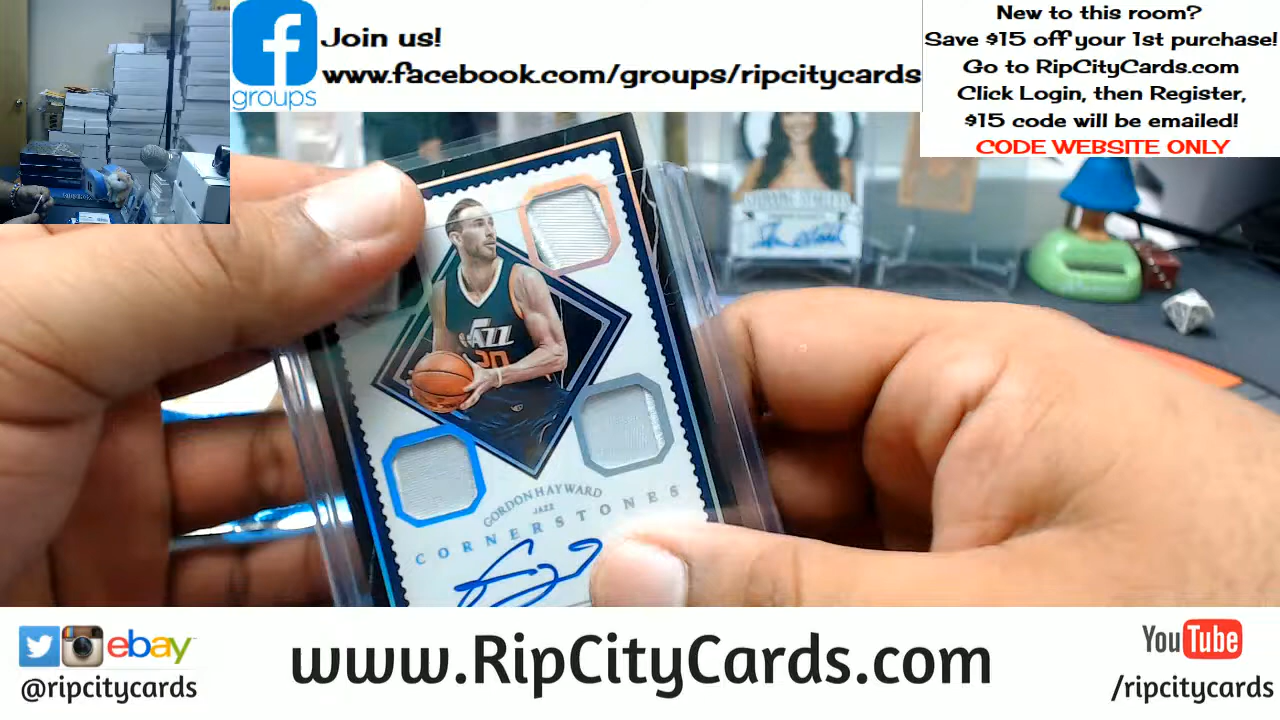 Join us!
www.facebook.com/groups/ripcitycards
groups
New to this room?
Save $15 off your 1st purchase!
Go to RipCityCards.com
Click Login, then Register,
$15 code will be emailed!
CODE WEBSITE ONLY
JAZZ
20
GORDON HAYWARD
JAZZ
CORNERSTONES
ebay
@ripcitycards
www.RipCityCards.com
YouTube
/ripcitycards